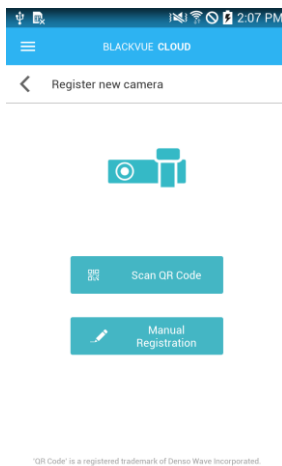 2:07 PM
BLACKVUE CLOUD
Register new camera
Scan QR Code
Manual
Registration
'QR Code' is a registered trademark of Denso Wave Incorporated.